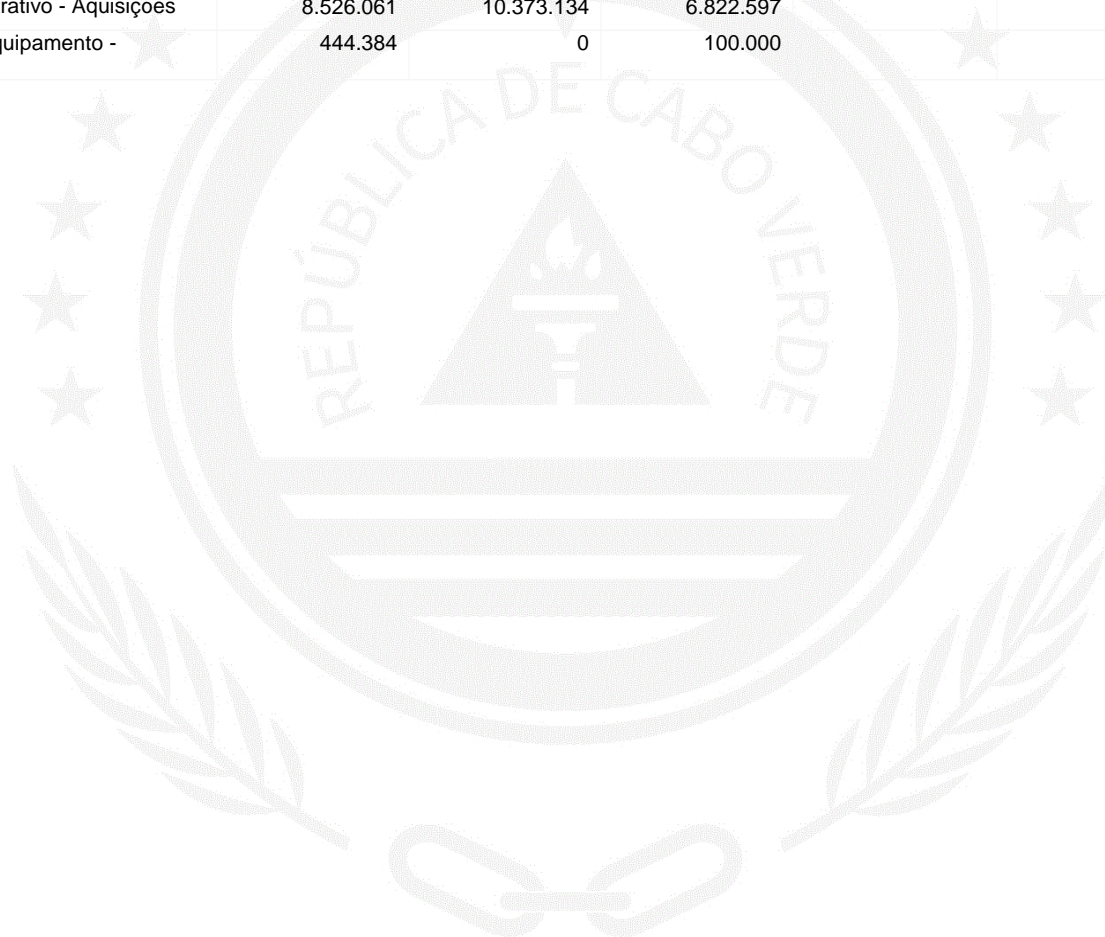 rativo - Aquisições 8.526.061 10.373.134 6.822.597
quipamento - 444.384 0 100.000
REPÚBLICA DE CABO VERDE